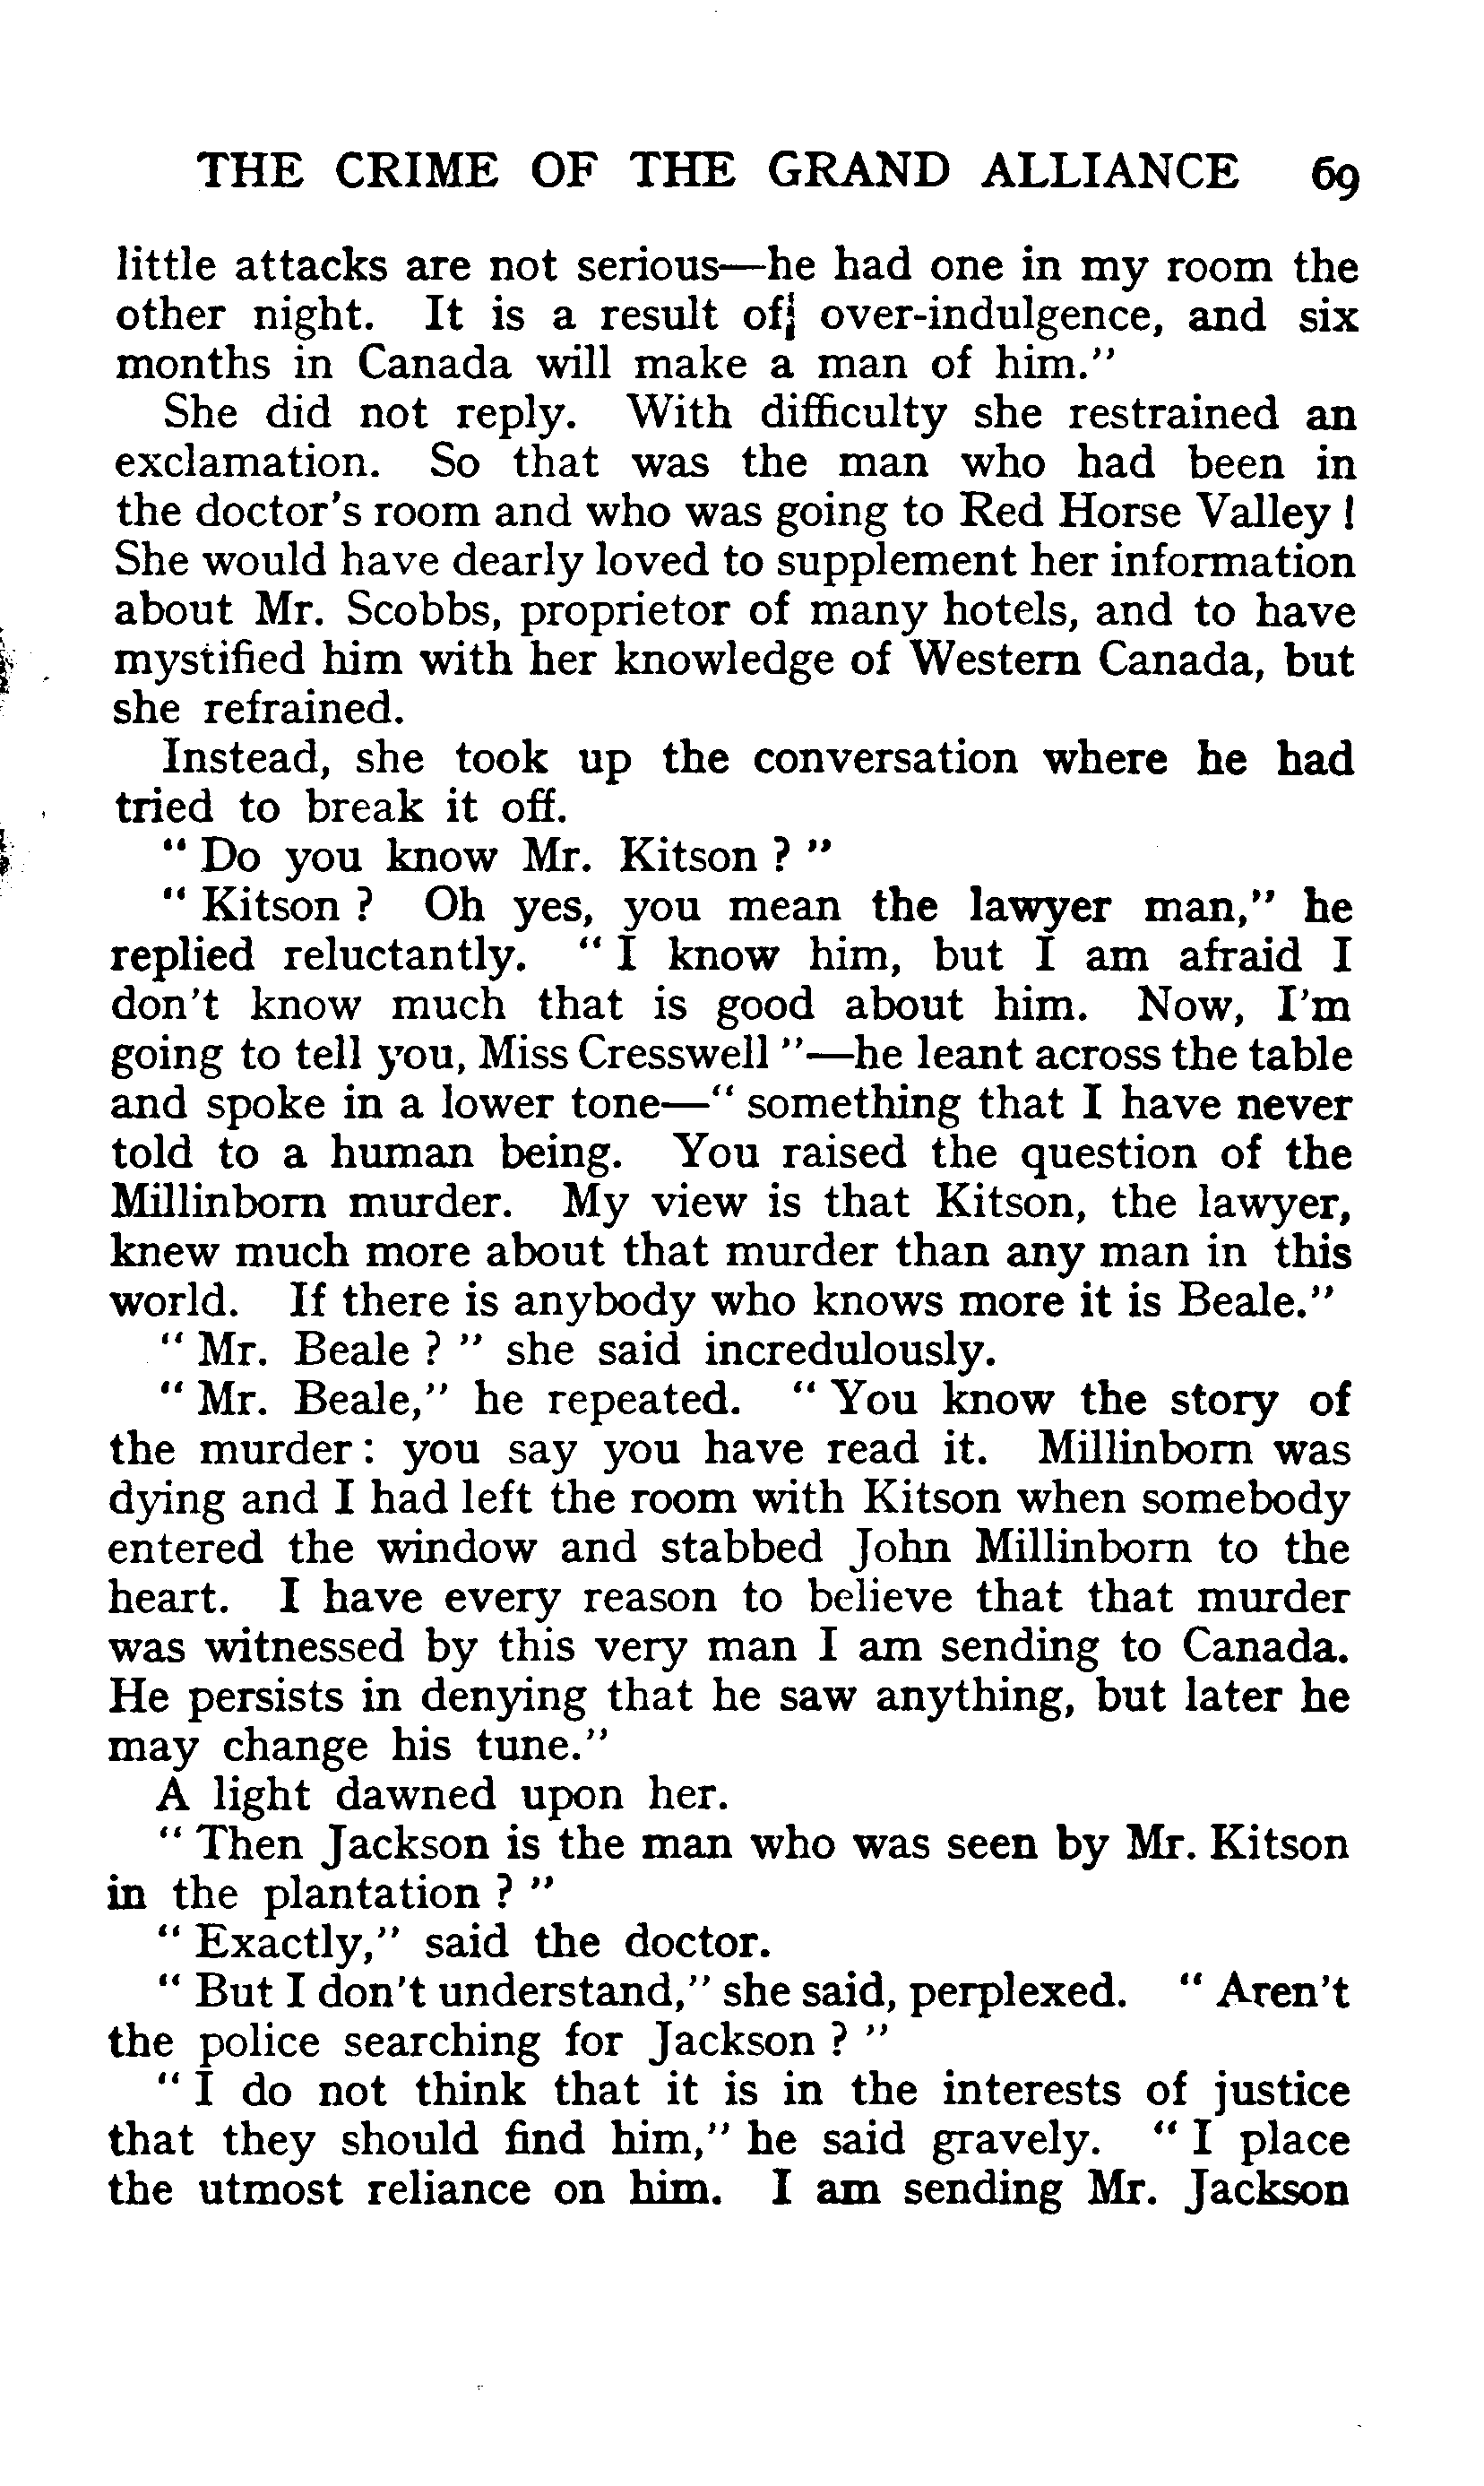 THE CRIME OF THE GRAND ALLIANCE 69
little attacks are not serious—he had one in my room the
other night. It is a result of over-indulgence, and six
months in Canada will make a man of him."
She did not reply. With difficulty she restrained an
exclamation. So that was the man who had been in
the doctor's room and who was going to Red Horse Valley !
She would have dearly loved to supplement her information
about Mr. Scobbs, proprietor of many hotels, and to have
mystified him with her knowledge of Western Canada, but
she refrained.
Instead, she took up the conversation where he had
tried to break it off.
" Do you know Mr. Kitson ? "
" Kitson ? Oh yes, you mean the lawyer man," he
replied reluctantly. " I know him, but I am afraid I
don't know much that is good about him. Now, I'm
going to tell you, Miss Cresswell "—he leant across the table
and spoke in a lower tone—" something that I have never
told to a human being. You raised the question of the
Millinborn murder. My view is that Kitson, the lawyer,
knew much more about that murder than any man in this
world. If there is anybody who knows more it is Beale."
" Mr. Beale ? " she said incredulously.
" Mr. Beale," he repeated. " You know the story of
the murder : you say you have read it. Millinborn was
dying and I had left the room with Kitson when somebody
entered the window and stabbed John Millinborn to the
heart. I have every reason to believe that that murder
was witnessed by this very man I am sending to Canada.
He persists in denying that he saw anything, but later he
may change his tune."
A light dawned upon her.
" Then Jackson is the man who was seen by Mr. Kitson
in the plantation ? "
" Exactly," said the doctor.
" But I don't understand," she said, perplexed. " Aren't
the police searching for Jackson ? "
" I do not think that it is in the interests of justice
that they should find him," he said gravely. " I place
the utmost reliance on him. I am sending Mr. Jackson